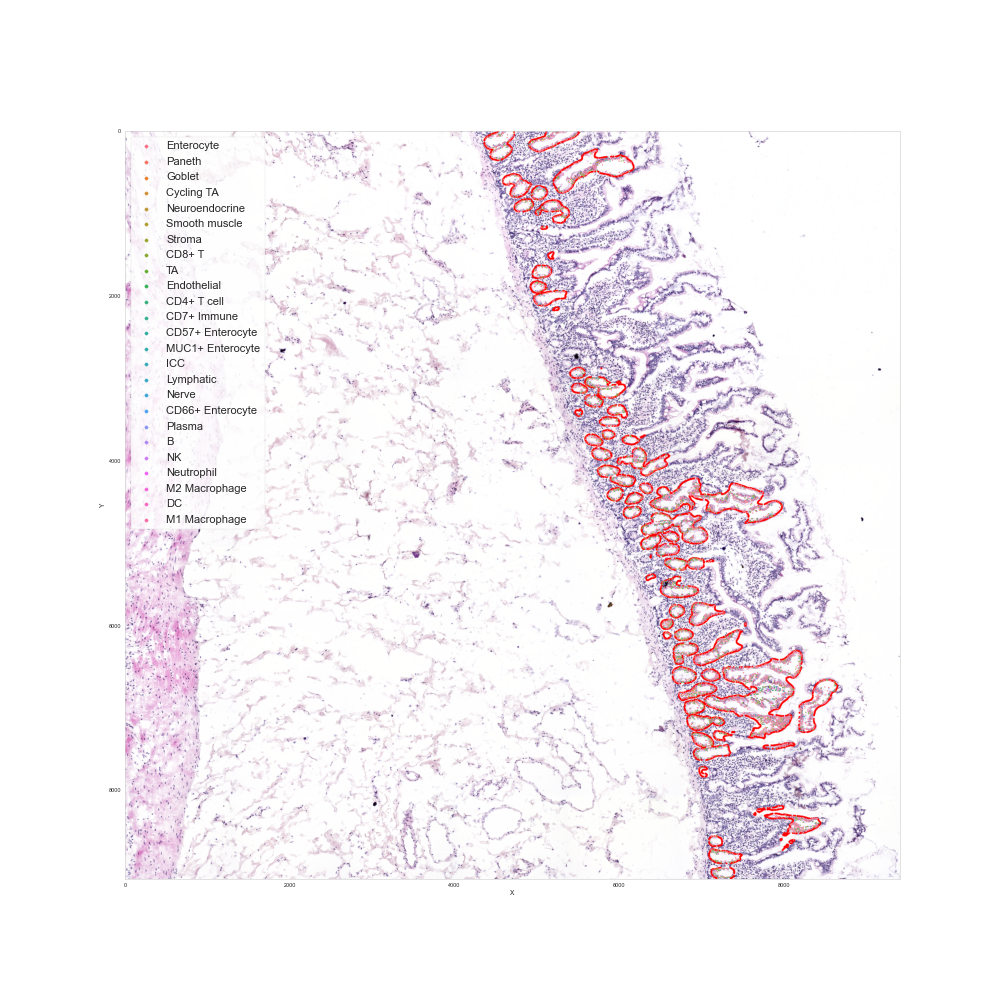 Enterocyte
Paneth
Goblet
Cycling TA
Neuroendocrine
Smooth muscle
Stroma
CD8+ T
TA
Endothelial
CD4+ T cell
CD7+ Immune
CD57+ Enterocyte
MUC1+ Enterocyte
ICC
Lymphatic
Nerve
CD66+ Enterocyte
Plasma
B
NK
Neutrophil
M2 Macrophage
DC
M1 Macrophage
0
2000
4000
6000
8000
Y
0
2000
4000
6000
8000
X